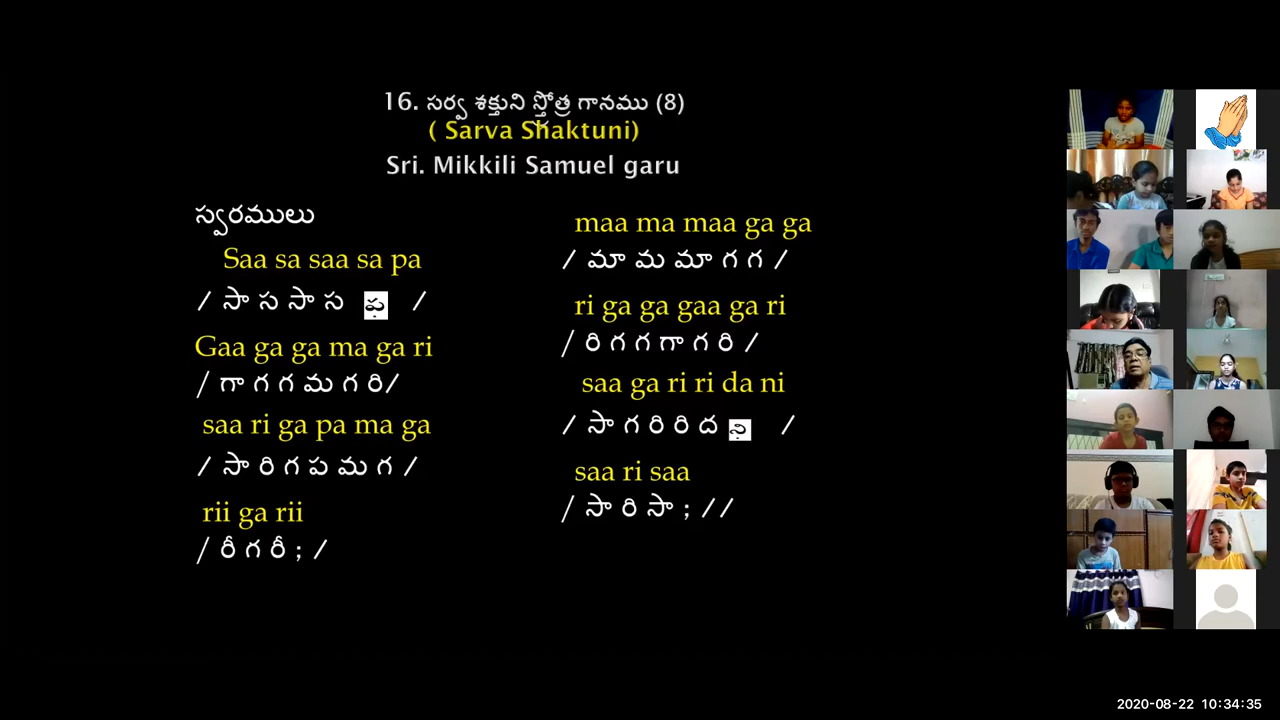 16. సర్వ శక్తుని స్తోత్ర గానము (8)
( Sarva Shaktuni)
Sri. Mikkili Samuel garu
స్వరములు
Saa sa saa sa pa
/ సా స సా స ప /
Gaa ga ga ma ga ri
/ గా గ గ మ గ రి/
saa ri ga pa ma ga
/ సా రి గ ప మ గ /
rii ga rii
/ రీ గ రీ ; /
maa ma maa ga ga
/ మా మ మా గ గ /
ri ga ga gaa ga ri
/ రి గ గ గా గ రి /
saa ga ri ri da ni
/ సా గ రి రి ద ని /
saa ri saa
/ సా రి సా ; //
2020-08-22 10:34:35